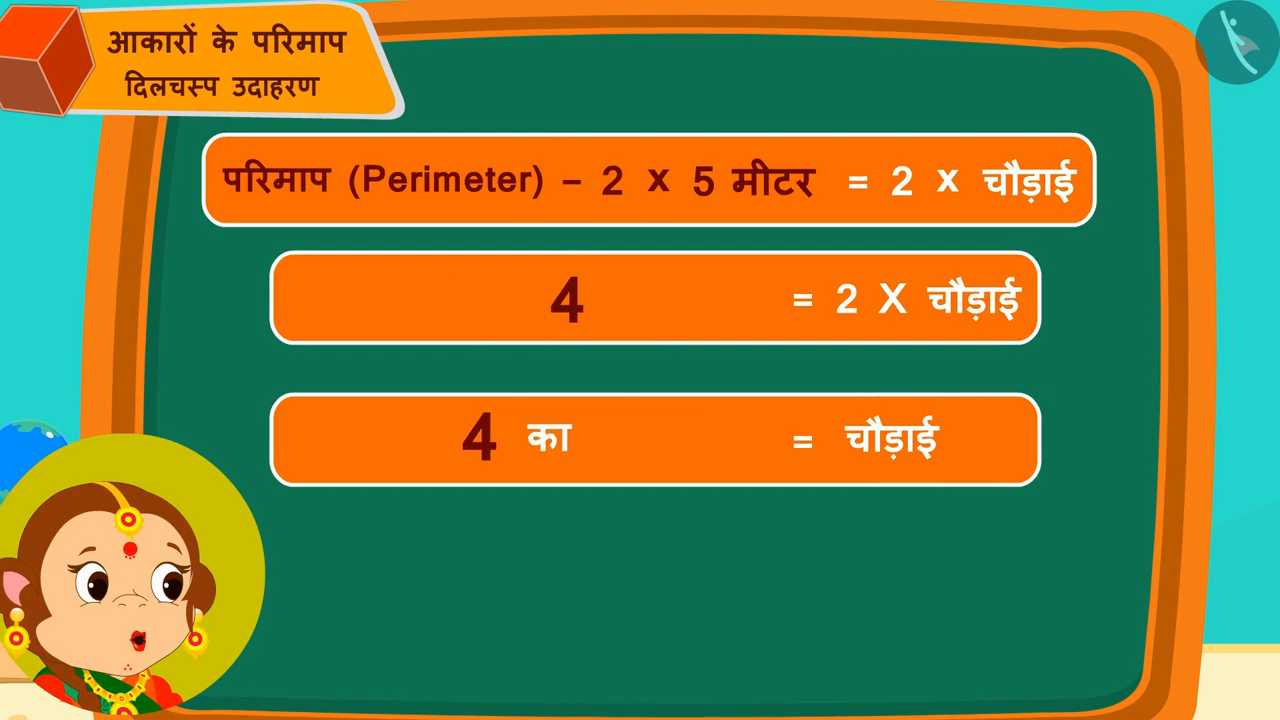 आकारों के परिमाप
दिलचस्प उदाहरण
परिमाप (Perimeter) – 2 x 5 मीटर = 2 x चौड़ाई
4 = 2 X चौड़ाई
4 का = चौड़ाई